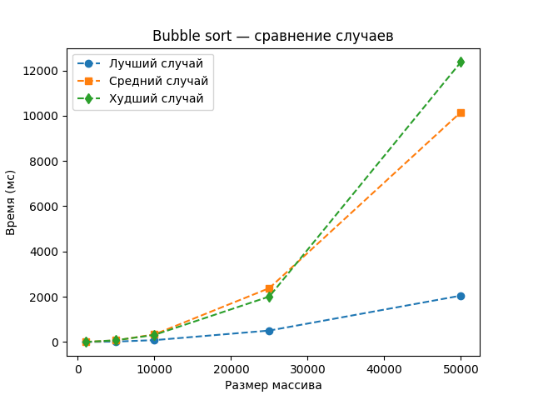 Bubble sort — сравнение случаев
Лучший случай
Средний случай
Худший случай
12000
10000
8000
6000
4000
2000
0
Время (мс)
0
10000
20000
30000
40000
50000
Размер массива